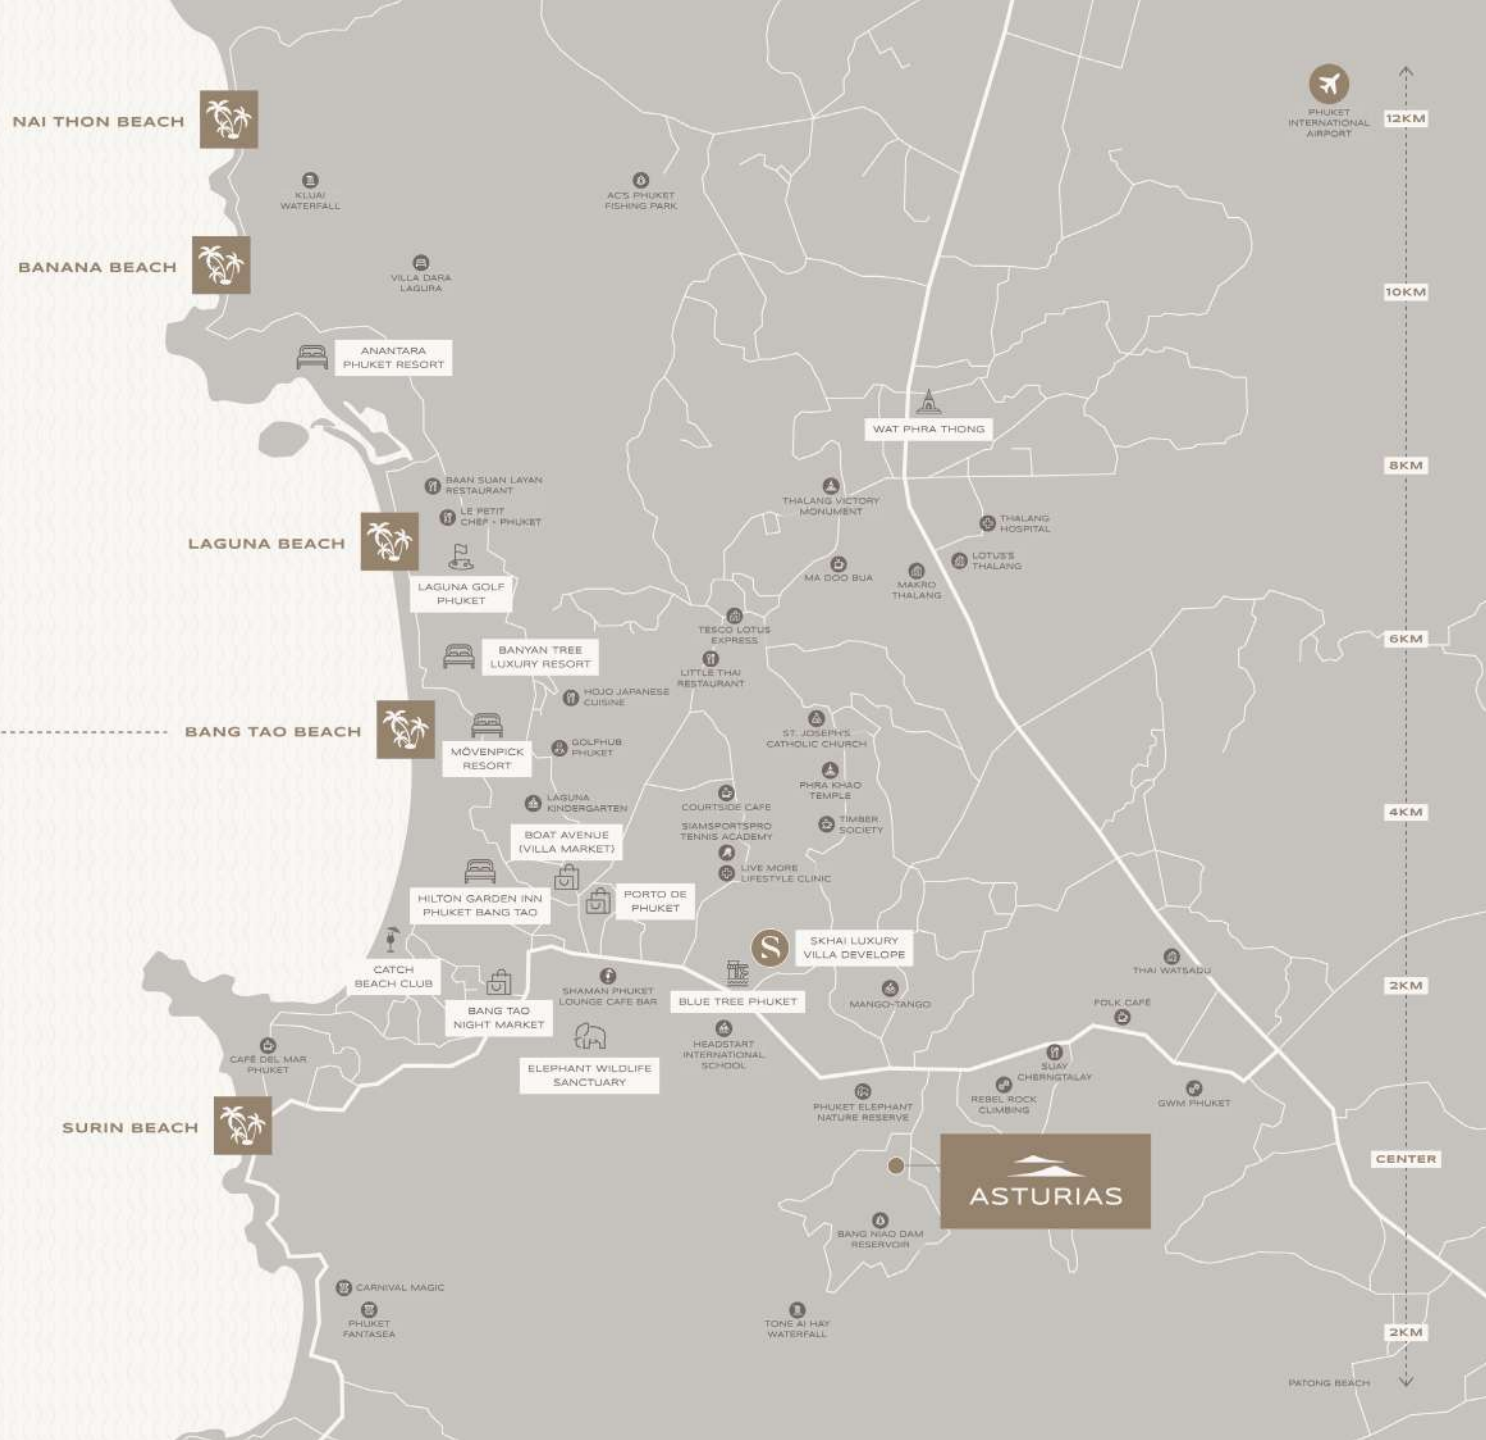 PHUKET
INTERNATIONAL
AIRPORT
12KM
NAI THON BEACH
KLUAI
WATERFALL
AC'S PHUKET
FISHING PARK
BANANA BEACH
VILLA DARA
LAGURA
10KM
ANANTARA
PHUKET RESORT
WAT PHRA THONG
8KM
BAAN SUAN LAYAN
RESTAURANT
LE PETIT
CHEF - PHUKET
THALANG VICTORY
MONUMENT
THALANG
HOSPITAL
LAGUNA BEACH
LOTUS'S
THALANG
MA DOO BUA
MAKRO
THALANG
LAGUNA GOLF
PHUKET
TESCO LOTUS
EXPRESS
6KM
BANYAN TREE
LUXURY RESORT
LITTLE THAI
RESTAURANT
HOJO JAPANESE
CUISINE
BANG TAO BEACH
ST. JOSEPH'S
CATHOLIC CHURCH
MÖVENPICK
RESORT
GOLFHUB
PHUKET
PHRA KHAO
TEMPLE
LAGUNA
KINDERGARTEN
COURTSIDE CAFE
4KM
SIAMSPORTSPRO
TENNIS ACADEMY
TIMBER
SOCIETY
BOAT AVENUE
(VILLA MARKET)
LIVE MORE
LIFESTYLE CLINIC
HILTON GARDEN INN
PHUKET BANG TAO
PORTO DE
PHUKET
S
SKHAI LUXURY
VILLA DEVELOPE
CATCH
BEACH CLUB
THAI WATSADU
SHAMAN PHUKET
LOUNGE CAFE BAR
BLUE TREE PHUKET
MANGO-TANGO
2KM
FOLK CAFÉ
BANG TAO
NIGHT MARKET
HEADSTART
INTERNATIONAL
SCHOOL
CAFÉ DEL MAR
PHUKET
ELEPHANT WILDLIFE
SANCTUARY
SUAY
CHERNGTALAY
REBEL ROCK
CLIMBING
GWM PHUKET
PHUKET ELEPHANT
NATURE RESERVE
SURIN BEACH
CENTER
ASTURIAS
BANG NIAO DAM
RESERVOIR
CARNIVAL MAGIC
PHUKET
FANTASEA
TONE AI HAY
WATERFALL
2KM
PATONG BEACH